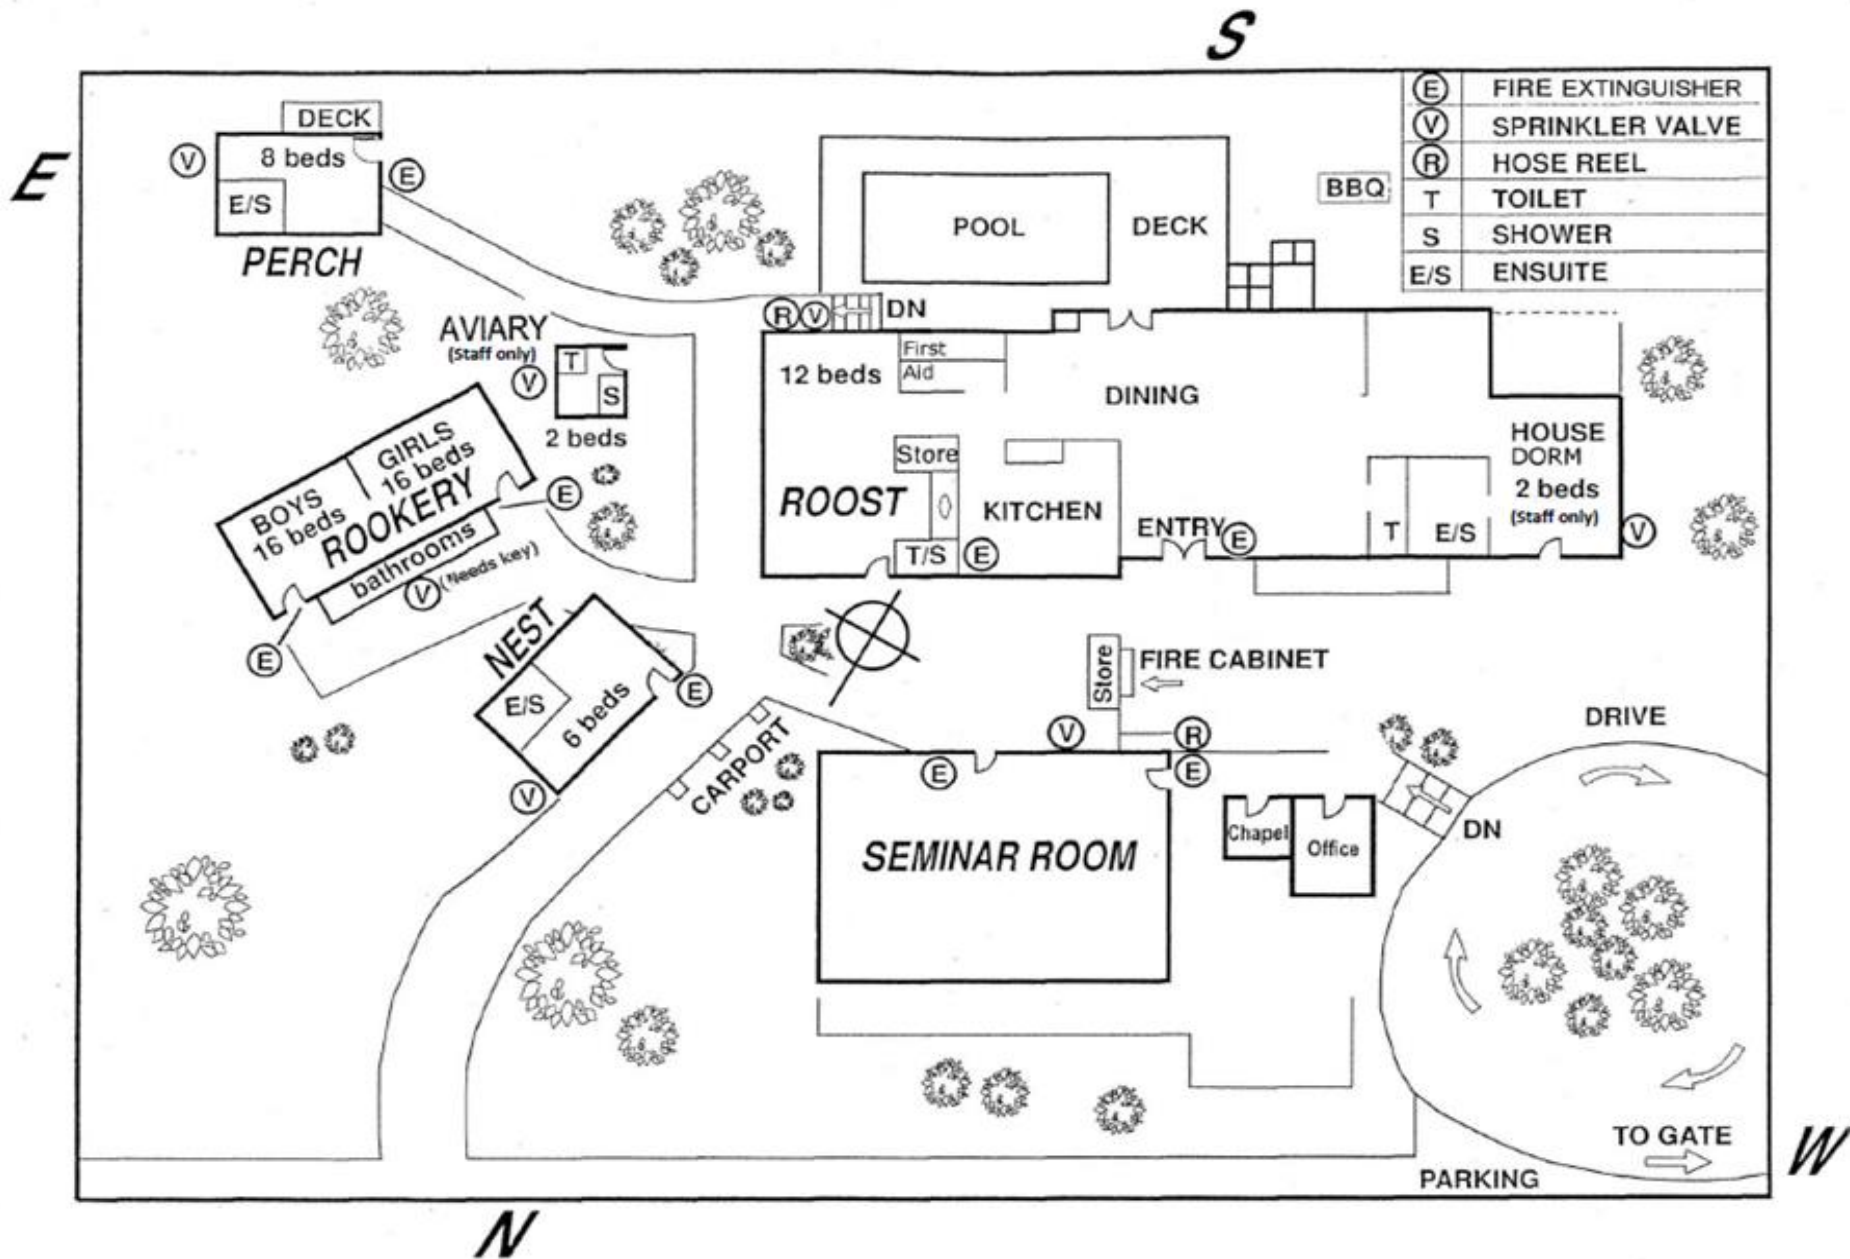 S
E
W
N
E FIRE EXTINGUISHER
V SPRINKLER VALVE
R HOSE REEL
T TOILET
S SHOWER
E/S ENSUITE
DECK
V
8 beds
E
E/S
PERCH
BBQ
POOL
DECK
R V
DN
AVIARY
(Staff only)
V
T
S
2 beds
12 beds
First
Aid
DINING
Store
ROOST
KITCHEN
T/S
E
ENTRY
E
T
E/S
HOUSE
DORM
2 beds
(Staff only)
V
BOYS
16 beds
GIRLS
16 beds
ROOKERY
E
bathrooms
V (Needs key)
E
NEST
E/S
6 beds
E
V
CARPORT
Store
FIRE CABINET
V
R
E
E
SEMINAR ROOM
Chapel
Office
DRIVE
DN
TO GATE
PARKING